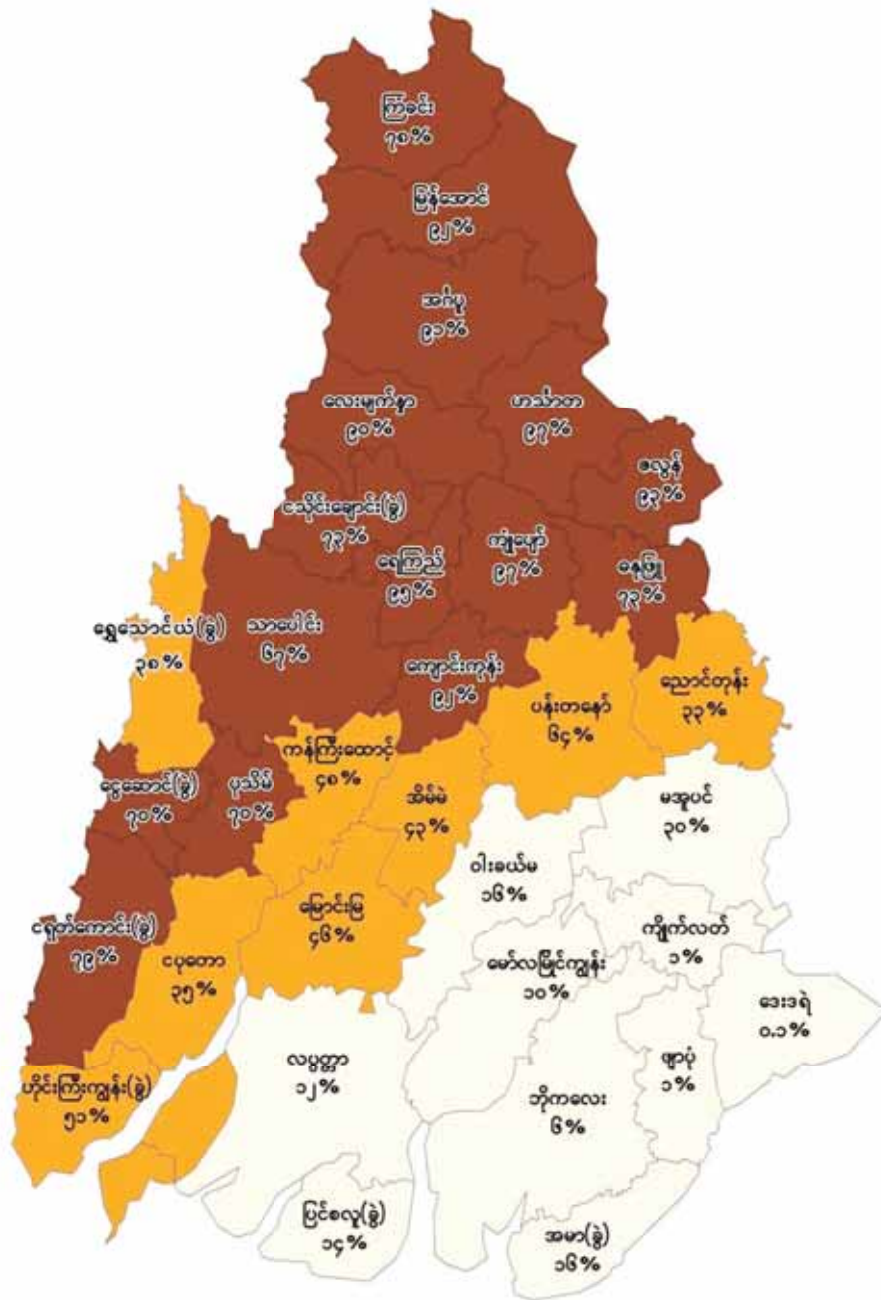 ကြံခင်း
၇၈%
မြန်အောင်
၉၂%
အင်္ဂပူ
၉၁%
လေးမျက်နှာ
၉၀%
ဟင်္သာတ
၉၇%
ဇလွန်
၉၃%
ငသိုင်းချောင်း(ခွဲ)
၇၃%
ရေကြည်
၉၅%
ကျုံပျော်
၉၇%
ဓနုဖြူ
၇၃%
ရွှေသောင်ယံ(ခွဲ)
၃၈%
သာပေါင်း
၆၇%
ကျောင်းကုန်း
၉၂%
ပန်းတနော်
၆၄%
ညောင်တုန်း
၃၃%
ကန်ကြီးထောင့်
၄၈%
ငွေဆောင်(ခွဲ)
၇၀%
ပုသိမ်
၇၀%
အိမ်မဲ
၄၃%
မအူပင်
၃၀%
ဝါးခယ်မ
၁၆%
မြောင်းမြ
၄၆%
ငရုတ်ကောင်း(ခွဲ)
၇၉%
ငပုတော
၃၅%
ကျိုက်လတ်
၁%
မော်လမြိုင်ကျွန်း
၁၀%
ဒေးဒရဲ
၀.၁%
လပွတ္တာ
၁၂%
ဖျာပုံ
၁%
ဘိုကလေး
၆%
ဟိုင်းကြီးကျွန်း(ခွဲ)
၅၁%
ပြင်စလူ(ခွဲ)
၁၄%
အမာ(ခွဲ)
၁၆%